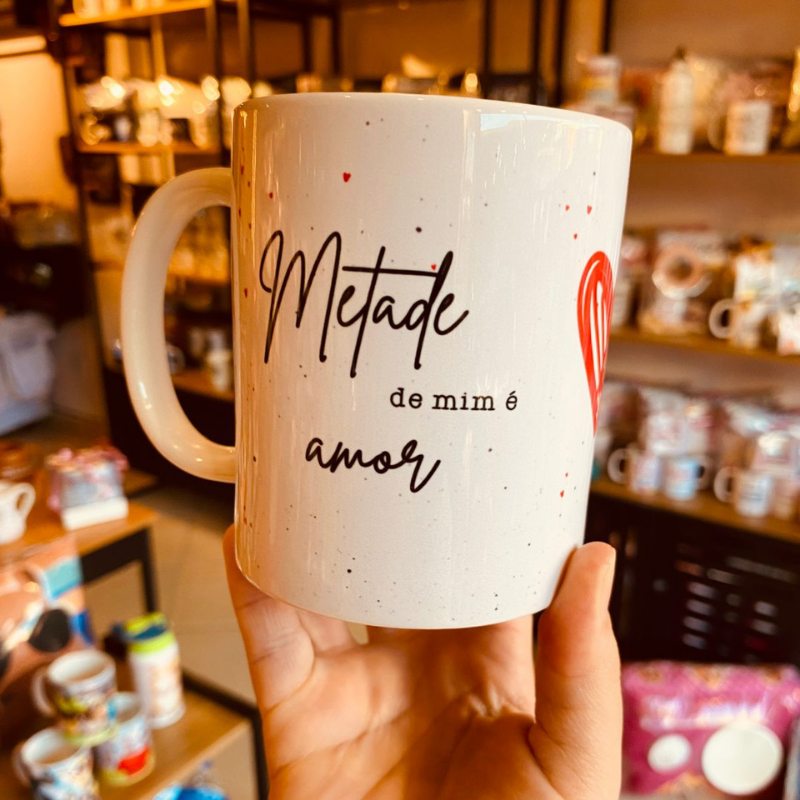 Metade
de mim é
amor